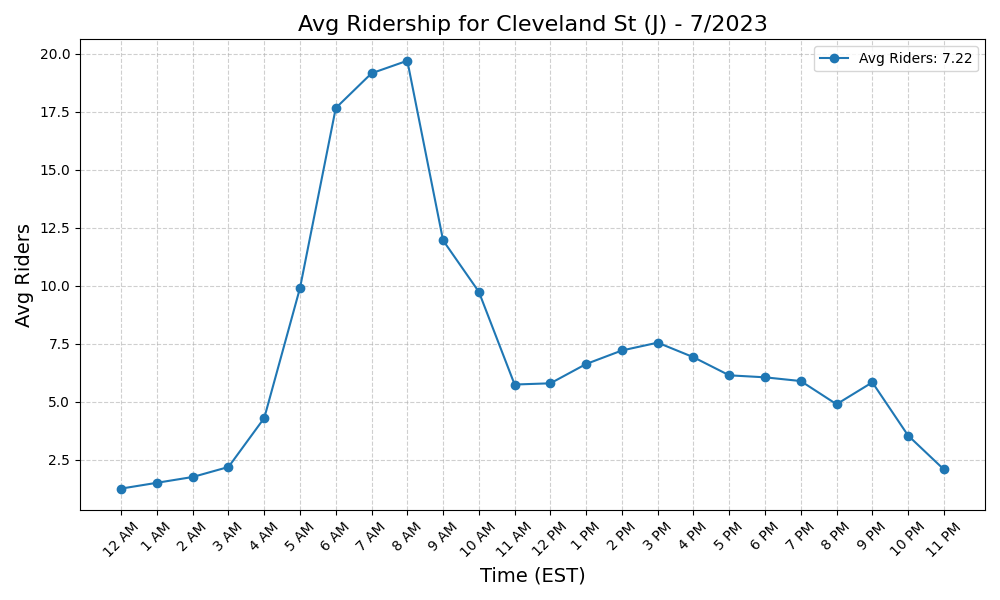 Avg Ridership for Cleveland St (J) - 7/2023
Avg Riders: 7.22
20.0
17.5
15.0
12.5
10.0
7.5
5.0
2.5
Avg Riders
12 AM
1 AM
2 AM
3 AM
4 AM
5 AM
6 AM
7 AM
8 AM
9 AM
10 AM
11 AM
12 PM
1 PM
2 PM
3 PM
4 PM
5 PM
6 PM
7 PM
8 PM
9 PM
10 PM
11 PM
Time (EST)